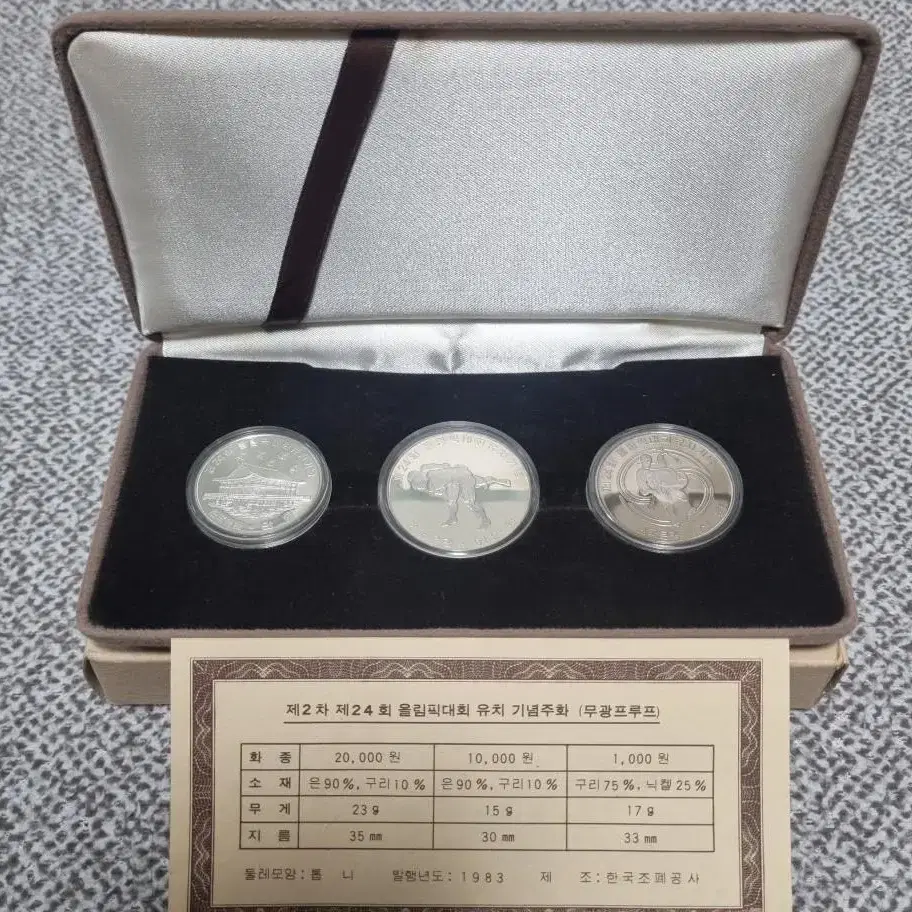 제2차 제24회 올림픽대회 유치 기념주화 (무광프루프)
화 종 20,000 원 10,000 원 1,000 원
소 재 은90%, 구리10% 은90%, 구리10% 구리75%, 닉켈25%
무 게 23g 15g 17g
지 름 35 mm 30 mm 33 mm
둘레모양: 톱 니 발행년도: 1983 제 조: 한국조폐공사